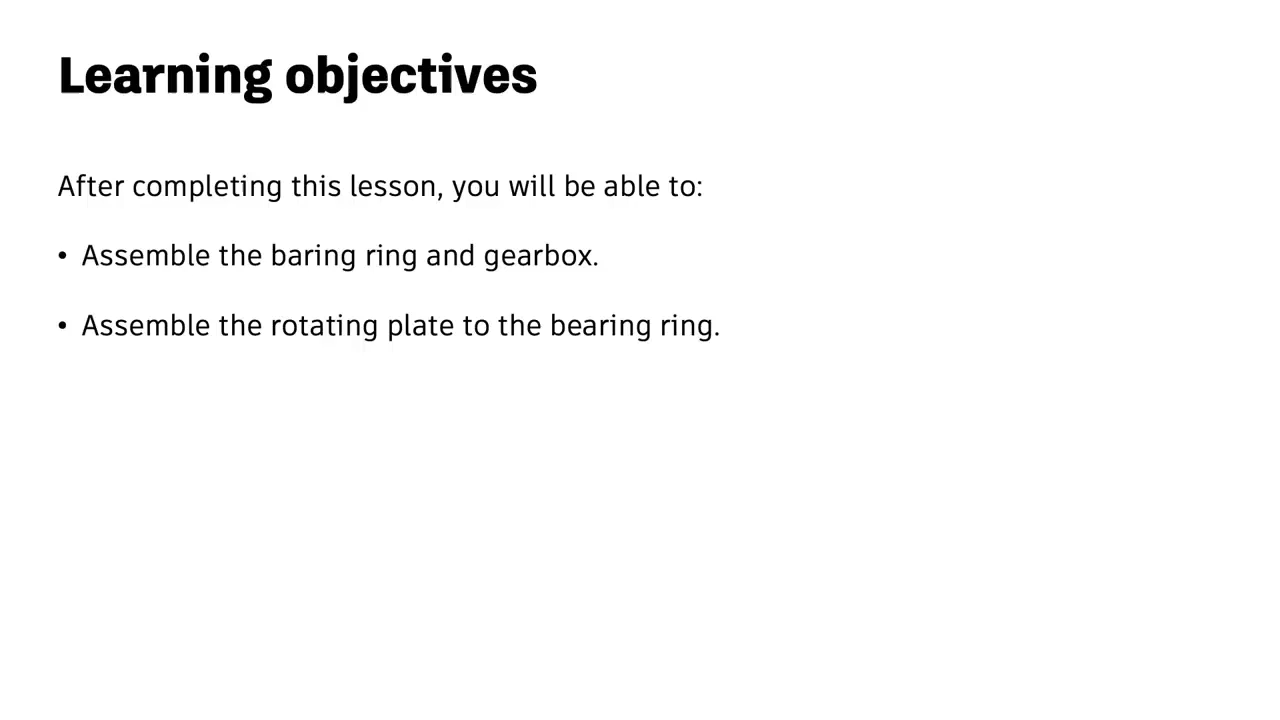 Learning objectives
After completing this lesson, you will be able to:
• Assemble the baring ring and gearbox.
• Assemble the rotating plate to the bearing ring.